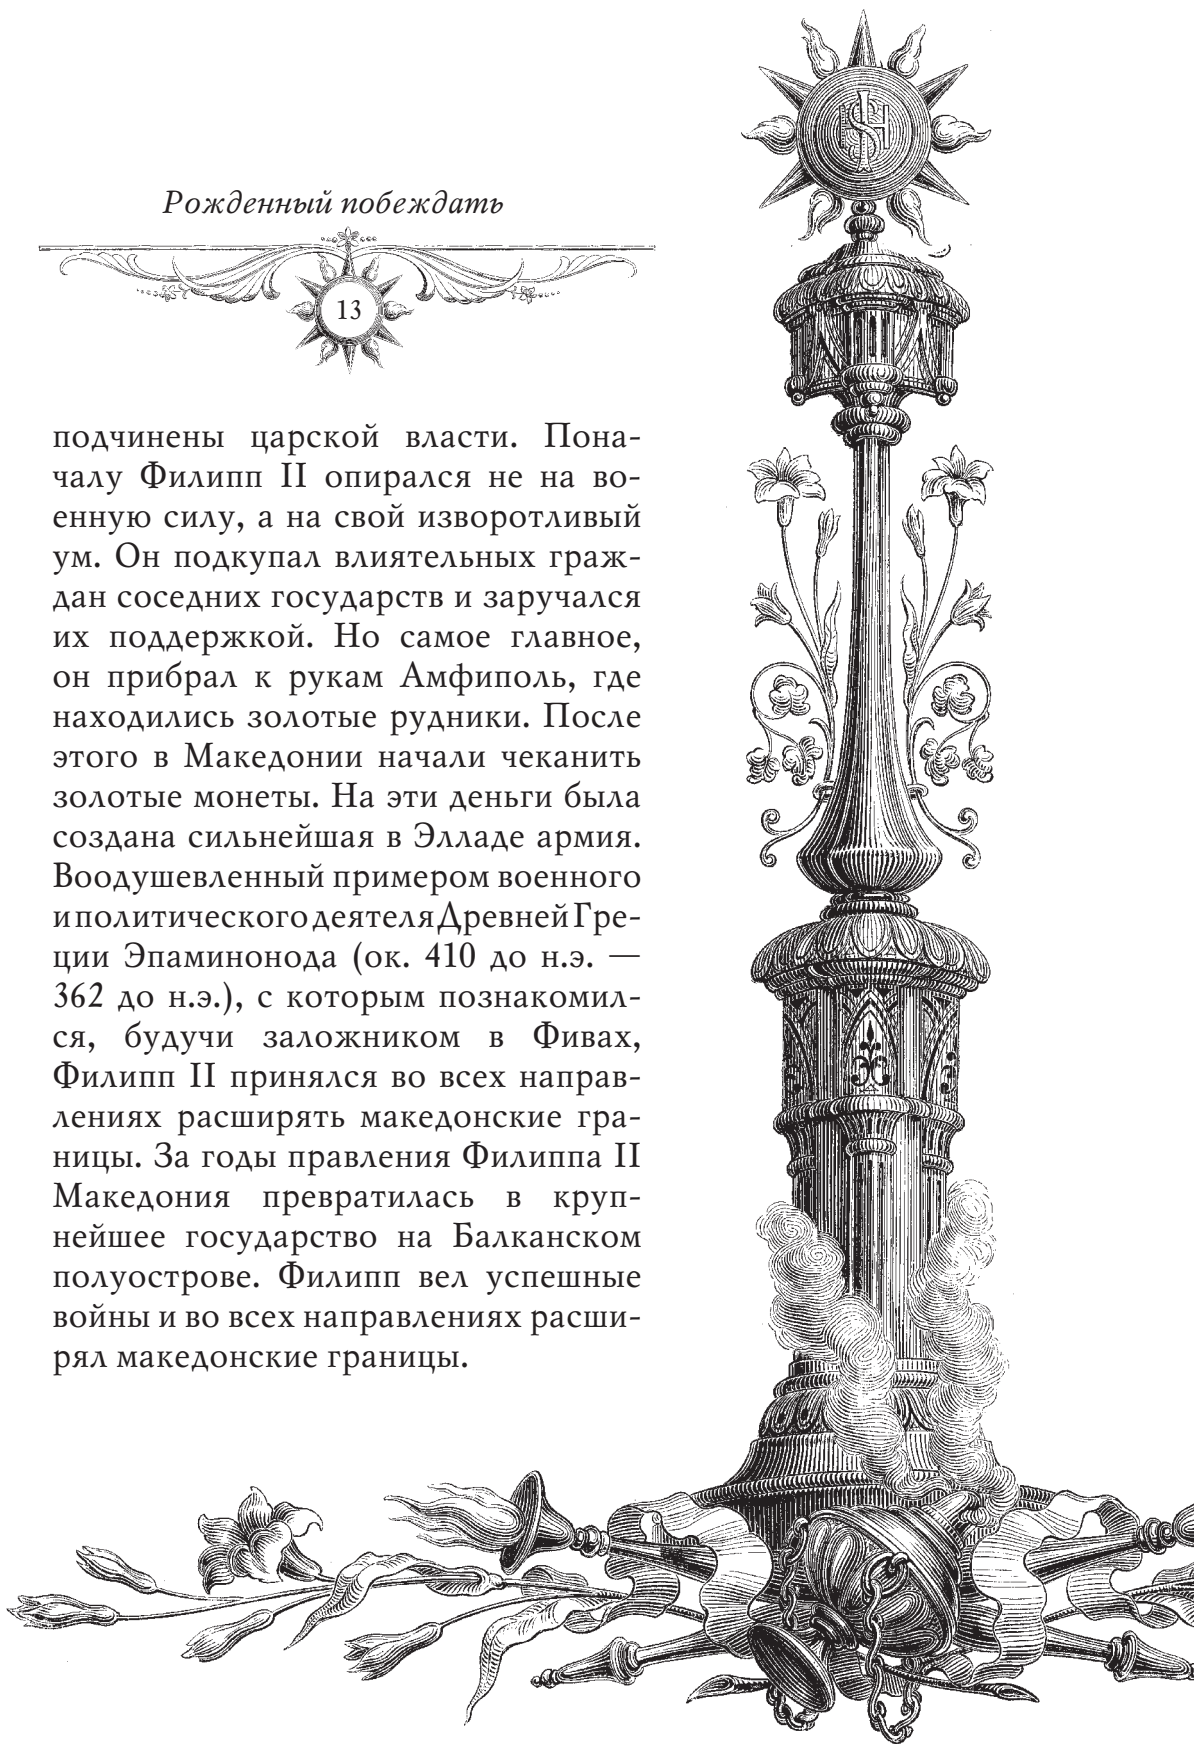 Рожденный побеждать
13
подчинены царской власти. Пона-
чалу Филипп II опирался не на во-
енную силу, а на свой изворотливый
ум. Он подкупал влиятельных граж-
дан соседних государств и заручался
их поддержкой. Но самое главное,
он прибрал к рукам Амфиполь, где
находились золотые рудники. После
этого в Македонии начали чеканить
золотые монеты. На эти деньги была
создана сильнейшая в Элладе армия.
Воодушевленный примером военного
и политического деятеля Древней Гре-
ции Эпаминонода (ок. 410 до н.э. —
362 до н.э.), с которым познакомил-
ся, будучи заложником в Фивах,
Филипп II принялся во всех направ-
лениях расширять македонские гра-
ницы. За годы правления Филиппа II
Македония превратилась в круп-
нейшее государство на Балканском
полуострове. Филипп вел успешные
войны и во всех направлениях расши-
рял македонские границы.
IHS